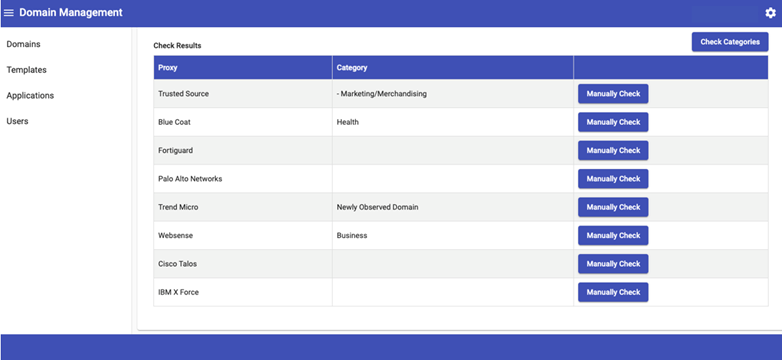 Domain Management
Domains
Templates
Applications
Users
Check Results
Check Categories
Proxy Category
Trusted Source - Marketing/Merchandising Manually Check
Blue Coat Health Manually Check
Fortiguard Manually Check
Palo Alto Networks Manually Check
Trend Micro Newly Observed Domain Manually Check
Websense Business Manually Check
Cisco Talos Manually Check
IBM X Force Manually Check